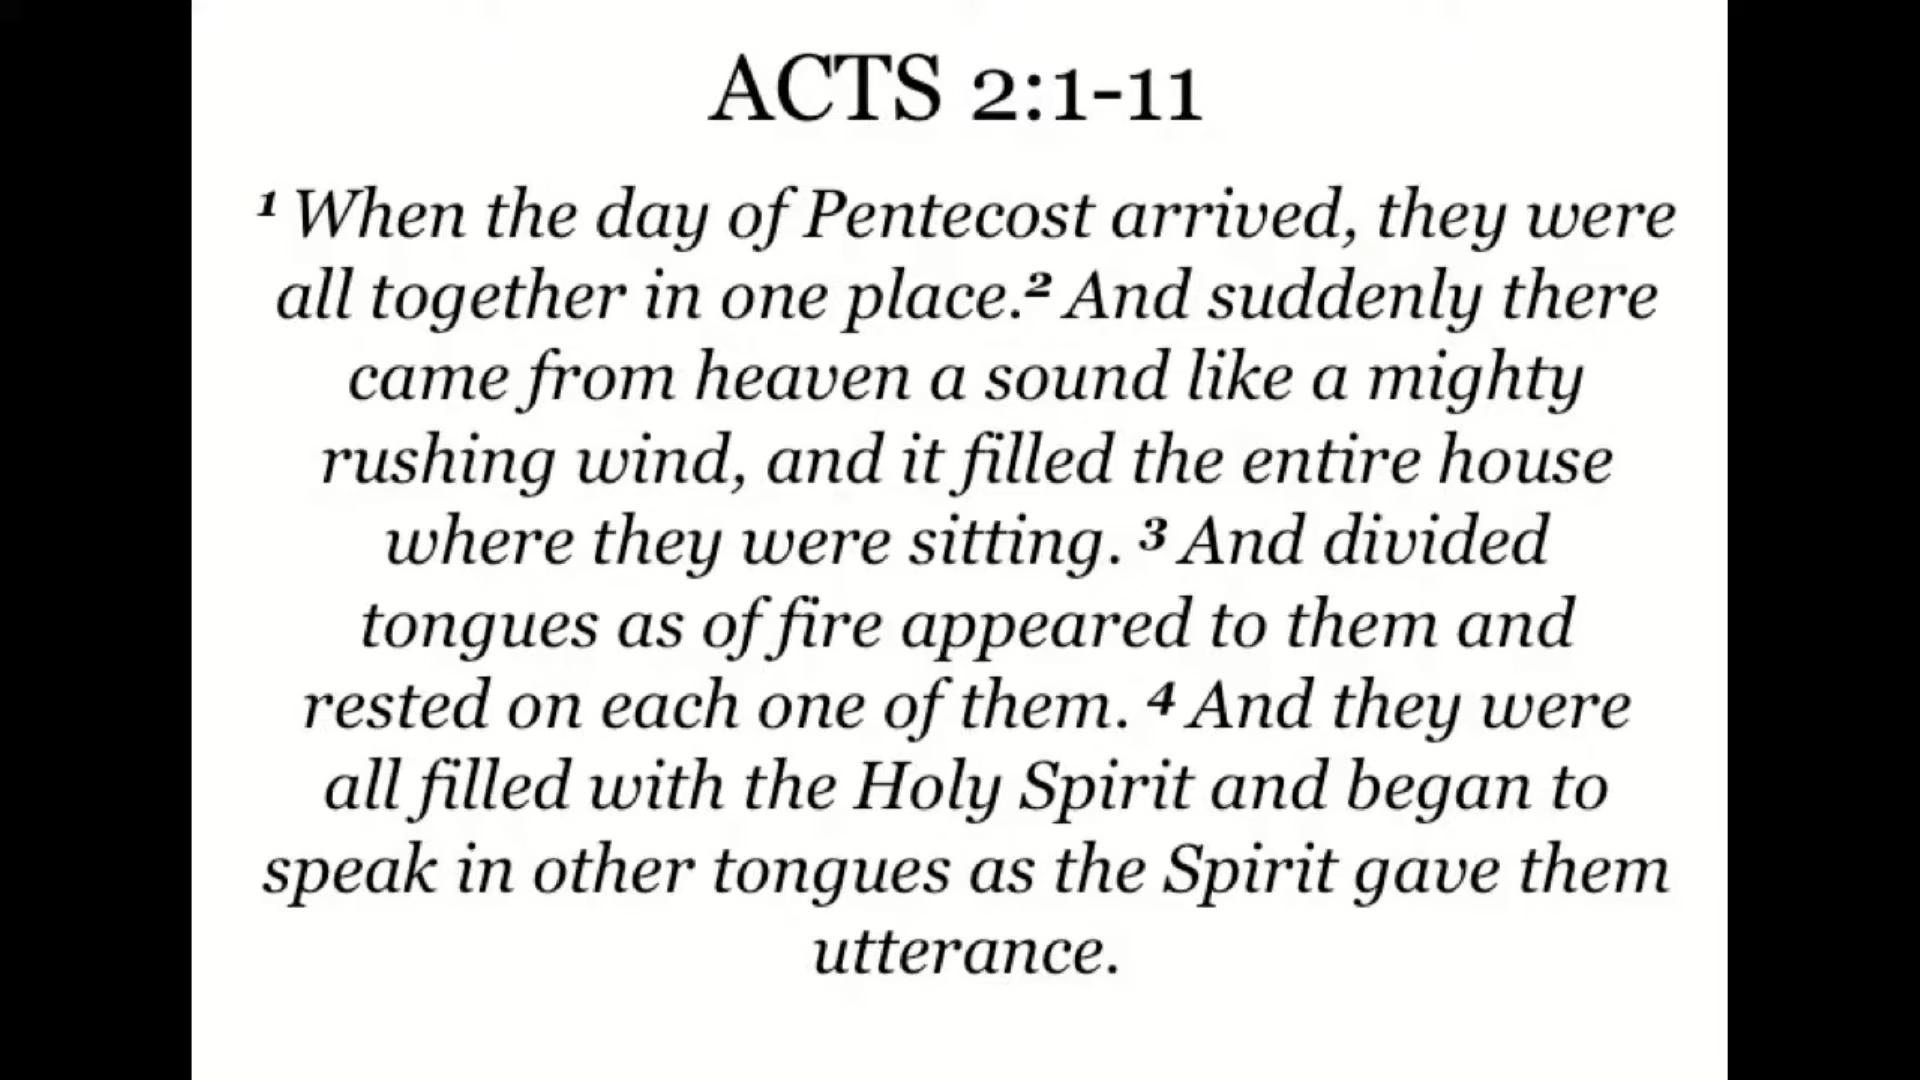 ACTS 2:1-11
1 When the day of Pentecost arrived, they were
all together in one place.2 And suddenly there
came from heaven a sound like a mighty
rushing wind, and it filled the entire house
where they were sitting. 3 And divided
tongues as of fire appeared to them and
rested on each one of them. 4 And they were
all filled with the Holy Spirit and began to
speak in other tongues as the Spirit gave them
utterance.